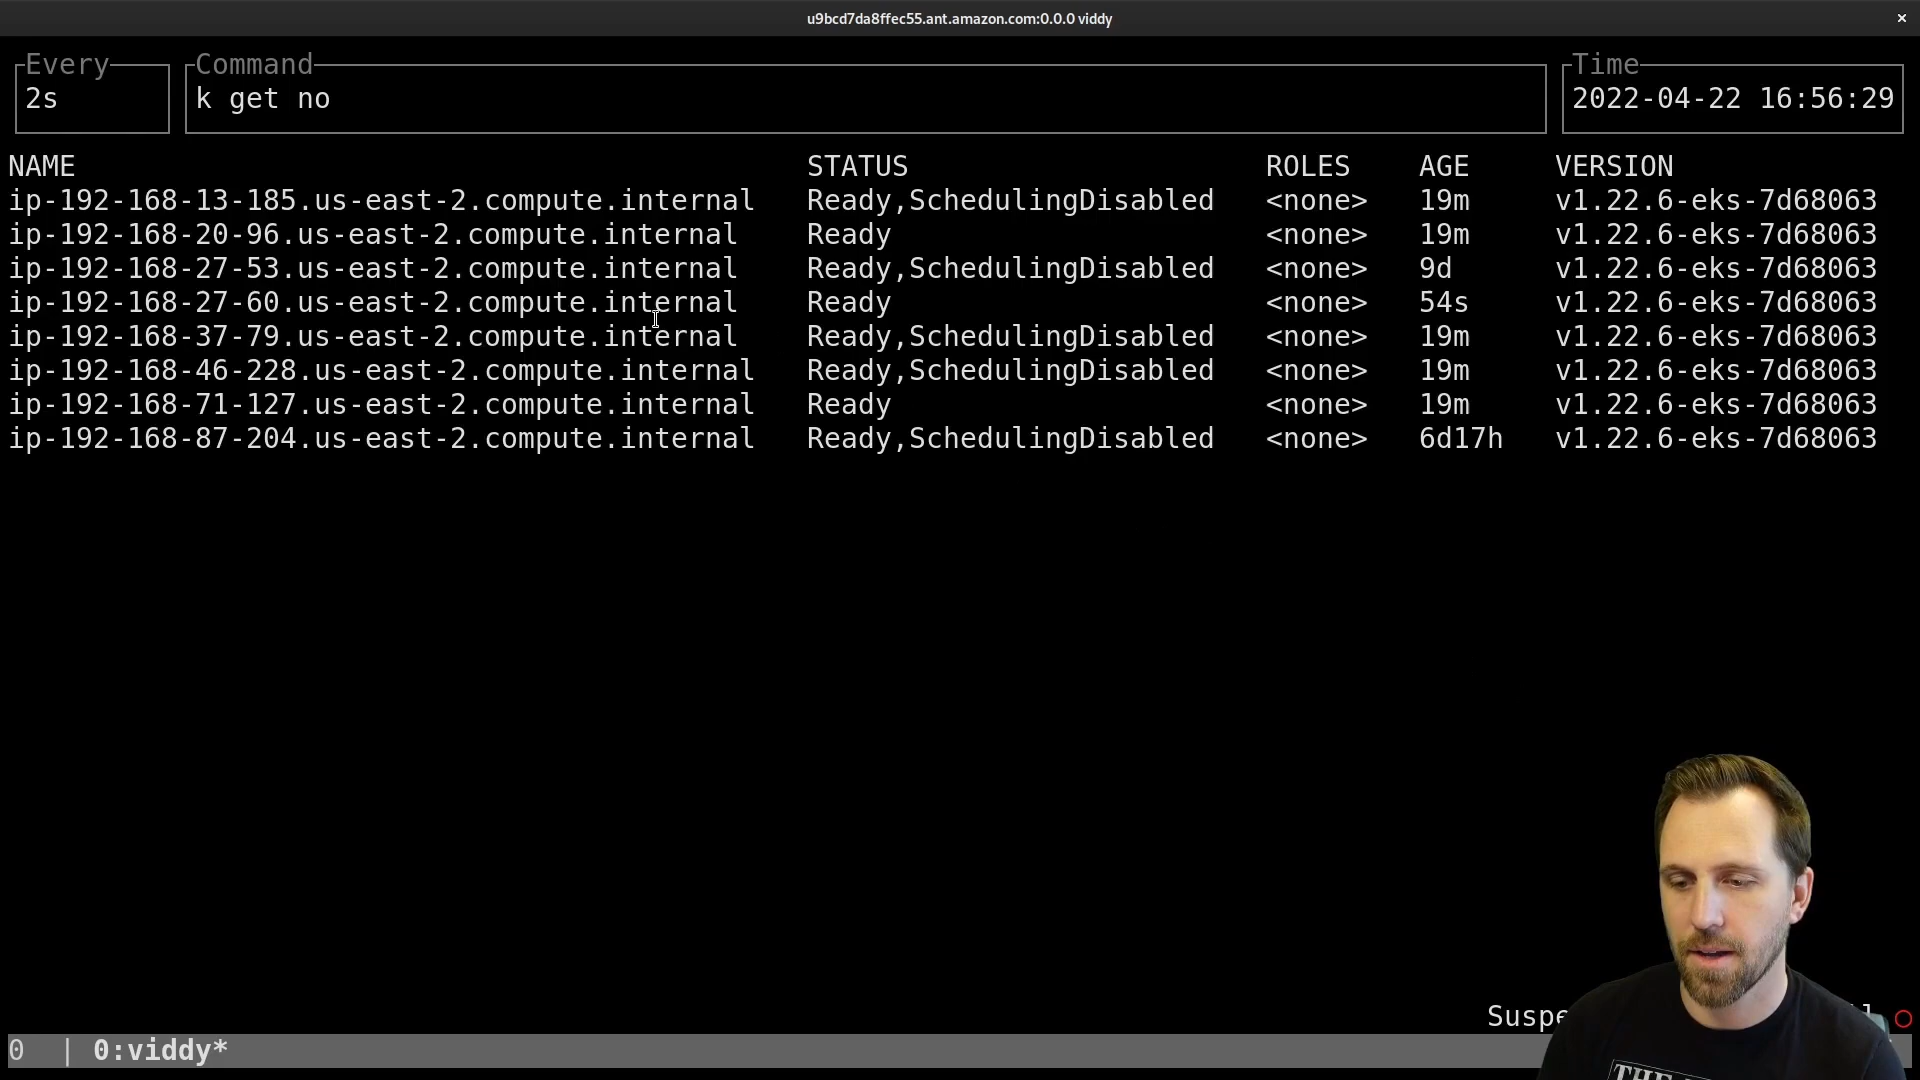 u9bcd7da8ffec55.ant.amazon.com:0.0.0 viddy ×
Every Command Time
2s k get no 2022-04-22 16:56:29
NAME STATUS ROLES AGE VERSION
ip-192-168-13-185.us-east-2.compute.internal Ready,SchedulingDisabled <none> 19m v1.22.6-eks-7d68063
ip-192-168-20-96.us-east-2.compute.internal Ready <none> 19m v1.22.6-eks-7d68063
ip-192-168-27-53.us-east-2.compute.internal Ready,SchedulingDisabled <none> 9d v1.22.6-eks-7d68063
ip-192-168-27-60.us-east-2.compute.internal Ready <none> 54s v1.22.6-eks-7d68063
ip-192-168-37-79.us-east-2.compute.internal Ready,SchedulingDisabled <none> 19m v1.22.6-eks-7d68063
ip-192-168-46-228.us-east-2.compute.internal Ready,SchedulingDisabled <none> 19m v1.22.6-eks-7d68063
ip-192-168-71-127.us-east-2.compute.internal Ready <none> 19m v1.22.6-eks-7d68063
ip-192-168-87-204.us-east-2.compute.internal Ready,SchedulingDisabled <none> 6d17h v1.22.6-eks-7d68063
Suspe
0 | 0:viddy*
THE